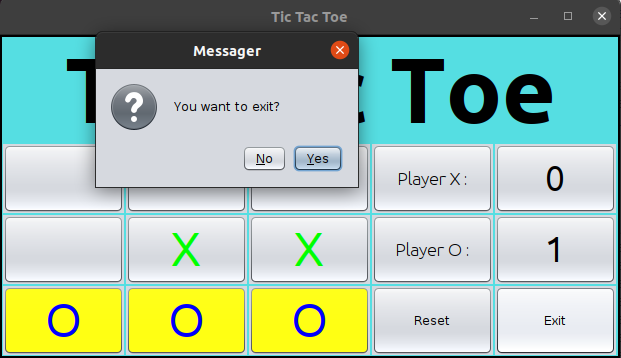 Tic Tac Toe
Messager
T c Toe
You want to exit?
No Yes
Player X : 0
X X Player O : 1
O O O Reset Exit